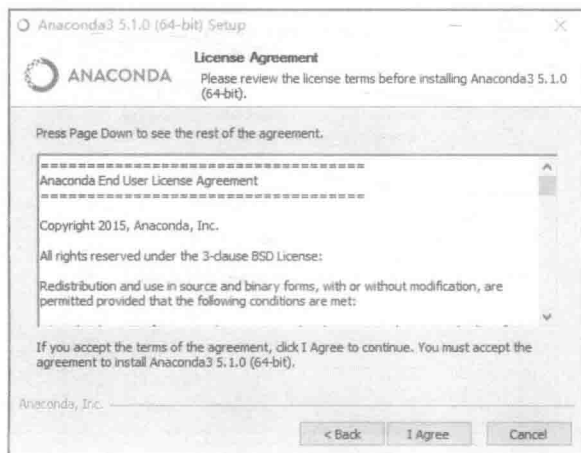 Anaconda3 5.1.0 (64-bit) Setup
ANACONDA
License Agreement
Please review the license terms before installing Anaconda3 5.1.0
(64-bit).
Press Page Down to see the rest of the agreement.
===================================
Anaconda End User License Agreement
===================================
Copyright 2015, Anaconda, Inc.
All rights reserved under the 3-clause BSD License:
Redistribution and use in source and binary forms, with or without modification, are
permitted provided that the following conditions are met:
If you accept the terms of the agreement, click I Agree to continue. You must accept the
agreement to install Anaconda3 5.1.0 (64-bit).
Anaconda, Inc.
< Back
I Agree
Cancel